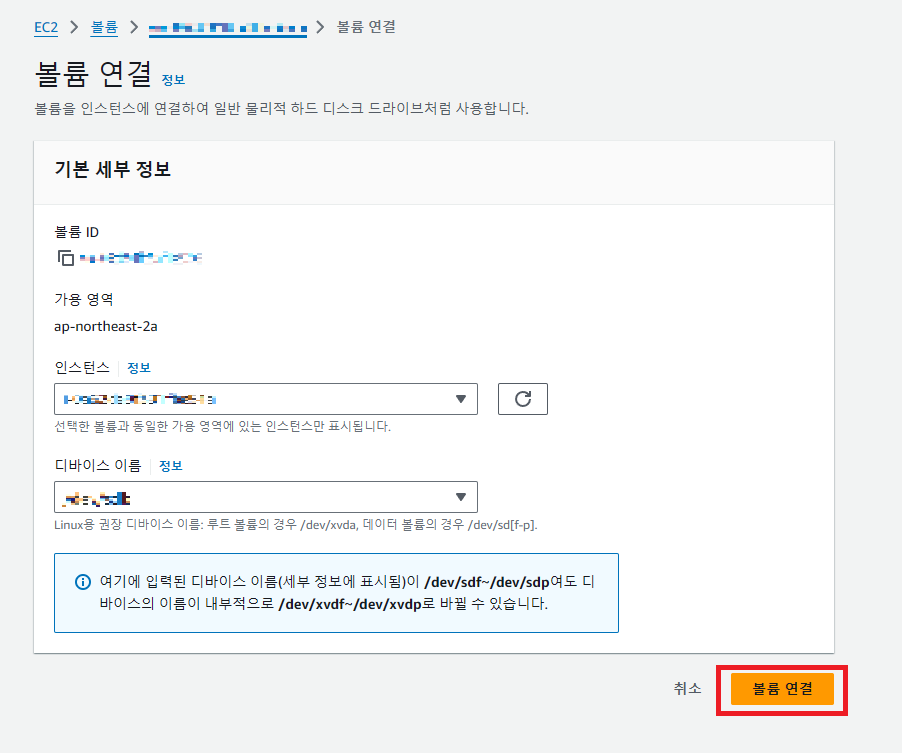 EC2 > 볼륨 > > 볼륨 연결
볼륨 연결 정보
볼륨을 인스턴스에 연결하여 일반 물리적 하드 디스크 드라이브처럼 사용합니다.
기본 세부 정보
볼륨 ID
가용 영역
ap-northeast-2a
인스턴스 정보
선택한 볼륨과 동일한 가용 영역에 있는 인스턴스만 표시됩니다.
디바이스 이름 정보
Linux용 권장 디바이스 이름: 루트 볼륨의 경우 /dev/xvda, 데이터 볼륨의 경우 /dev/sd[f-p].
여기에 입력된 디바이스 이름(세부 정보에 표시됨)이 /dev/sdf~/dev/sdp여도 디
바이스의 이름이 내부적으로 /dev/xvdf~/dev/xvdp로 바뀔 수 있습니다.
취소 볼륨 연결